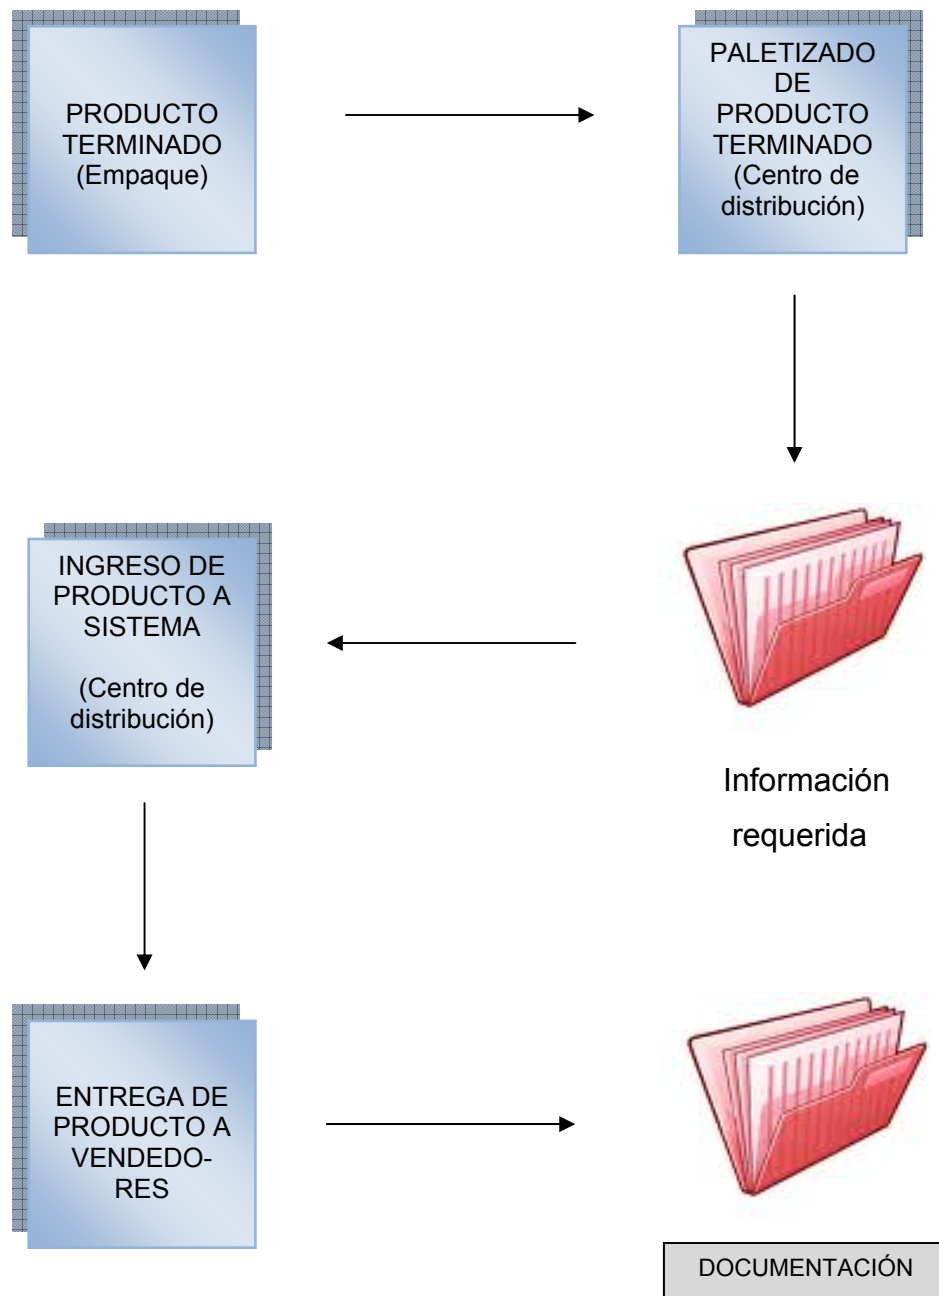 PRODUCTO
TERMINADO
(Empaque)
PALETIZADO
DE
PRODUCTO
TERMINADO
(Centro de
distribución)
INGRESO DE
PRODUCTO A
SISTEMA
(Centro de
distribución)
Información
requerida
ENTREGA DE
PRODUCTO A
VENDEDO-
RES
DOCUMENTACIÓN